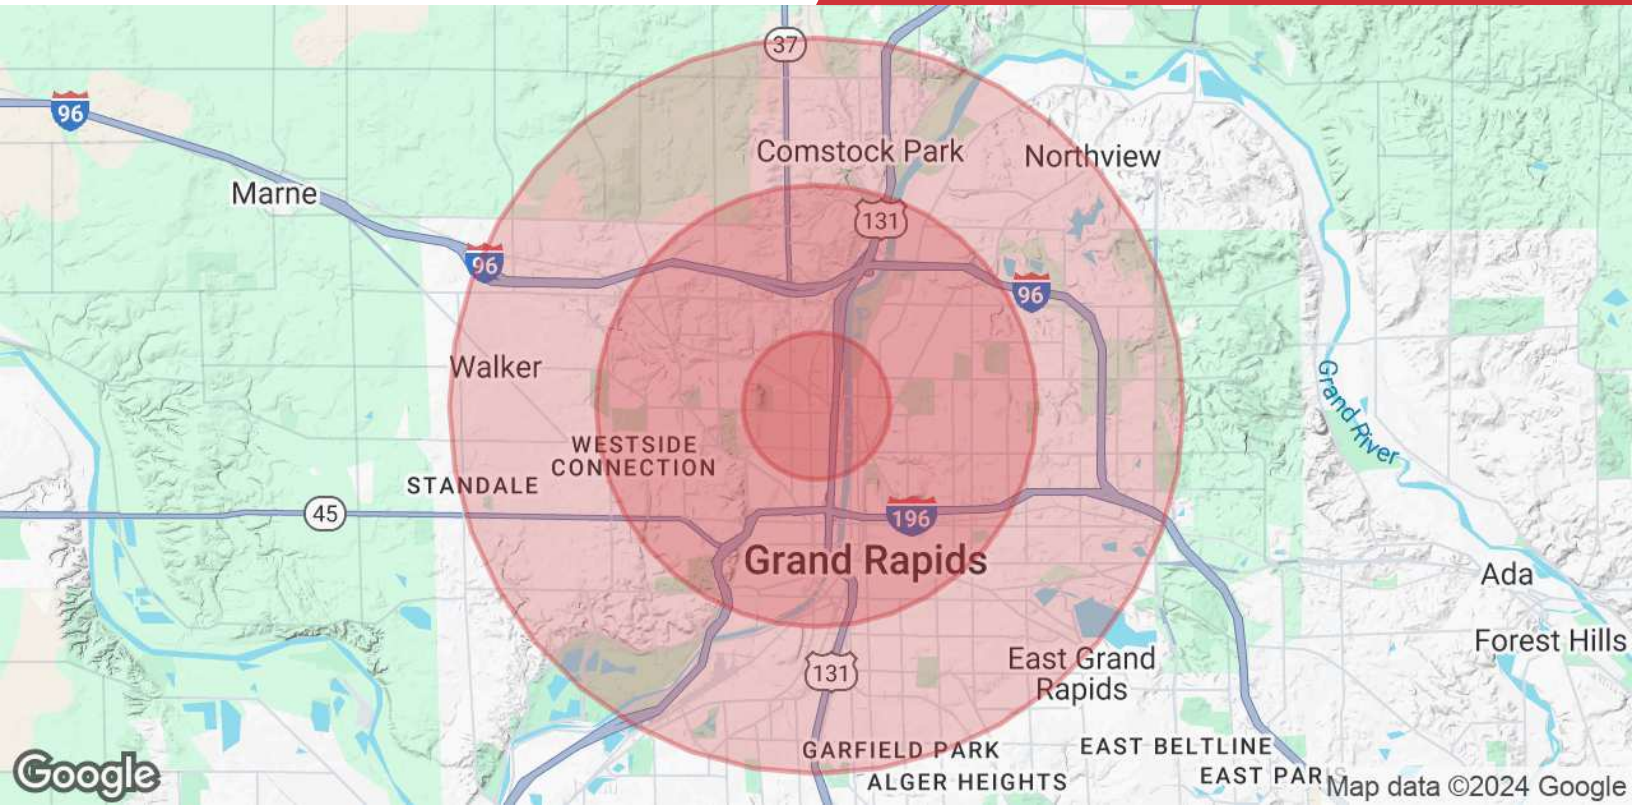 37
96
Comstock Park
Northview
Marne
131
96
96
Walker
Grand River
WESTSIDE
CONNECTION
STANDALE
45
196
Grand Rapids
Ada
Forest Hills
East Grand
Rapids
131
GARFIELD PARK
EAST BELTLINE
ALGER HEIGHTS
EAST PAR
Google
Map data ©2024 Google